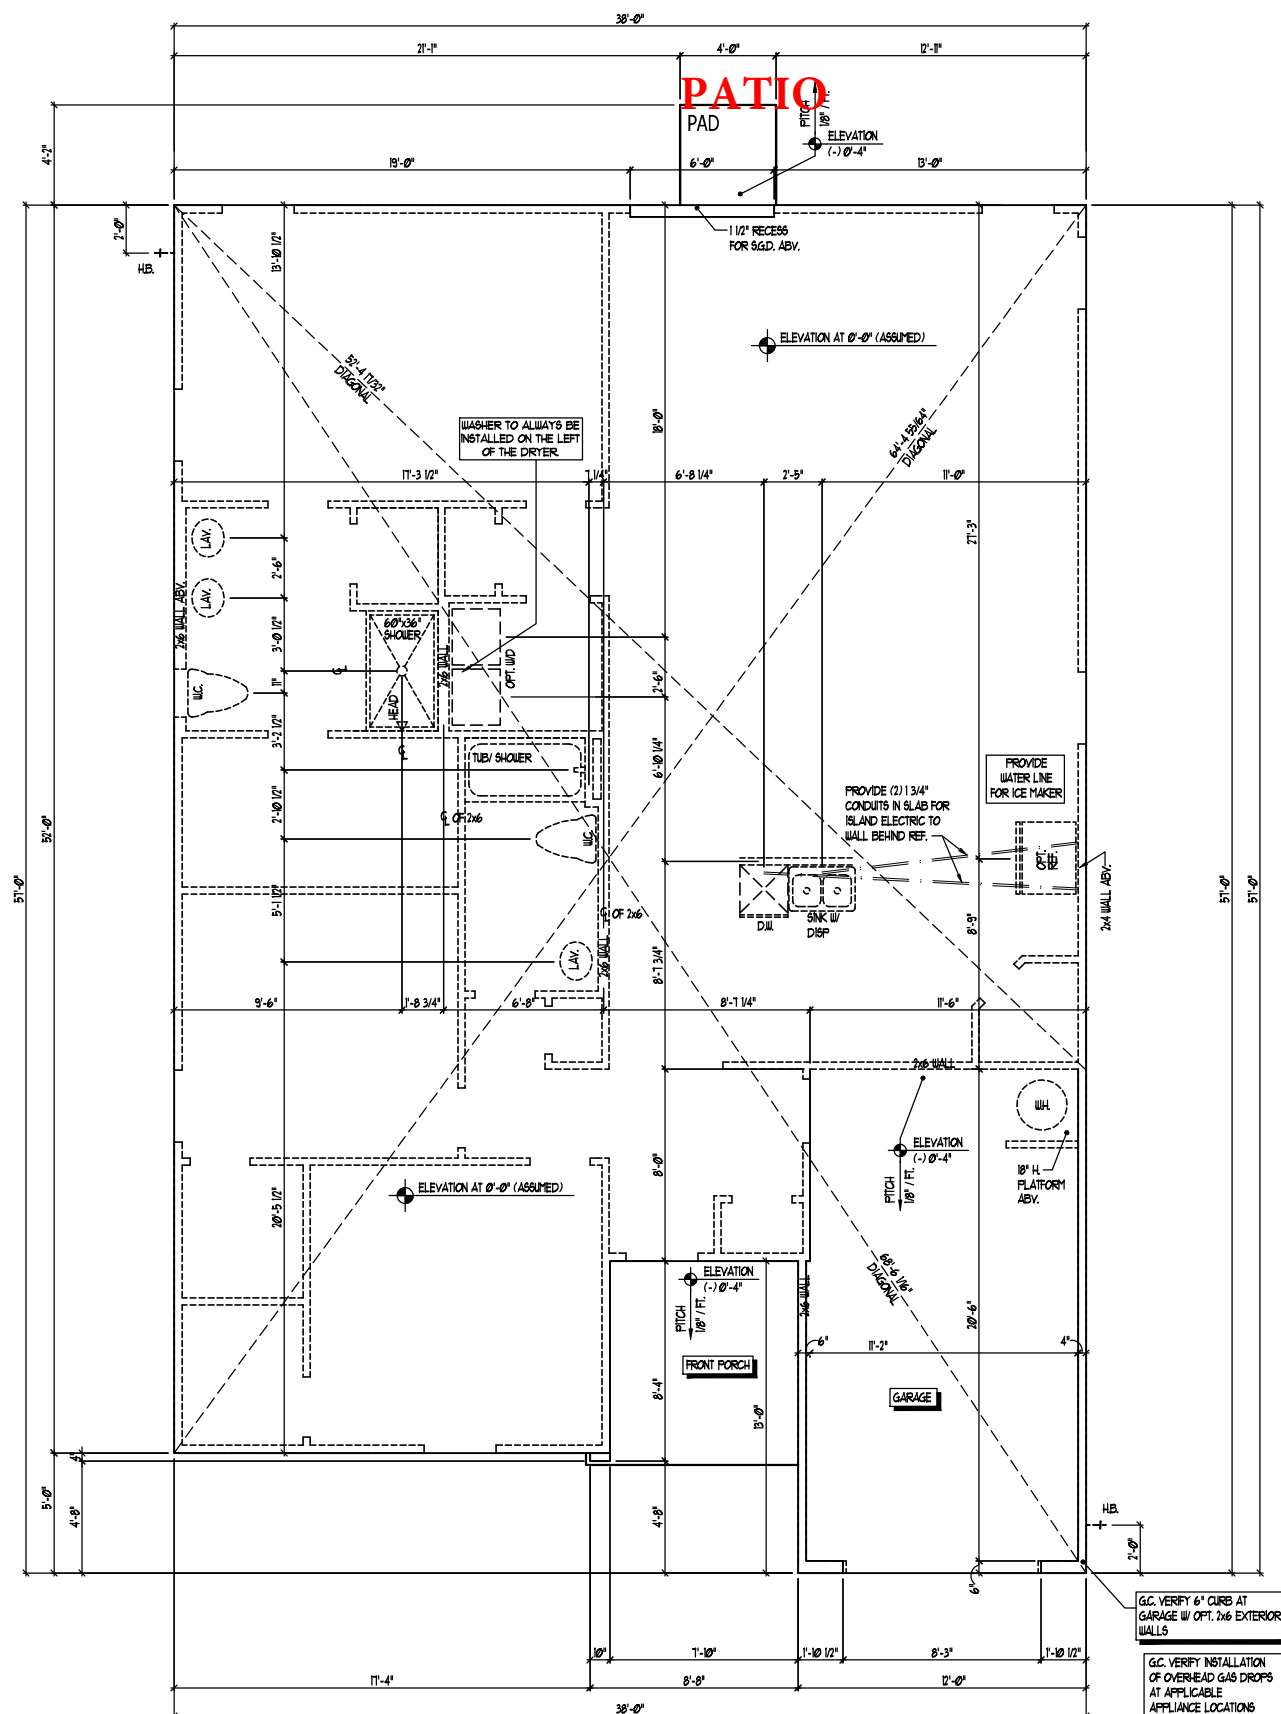 38'-0"
21'-1"
4'-0"
12'-11"
PATIO
PAD
PITCH
1/8" / FT.
ELEVATION
(-) 0'-4"
4'-2"
19'-0"
6'-0"
13'-0"
2'-0"
H.B.
1 1/2" RECESS
FOR S.G.D. ABV.
13'-10 1/2"
ELEVATION AT 0'-0" (ASSUMED)
52'-4 17/32"
DIAGONAL
64'-4 55/64"
DIAGONAL
18'-0"
WASHER TO ALWAYS BE
INSTALLED ON THE LEFT
OF THE DRYER.
17'-3 1/2"
7 1/4"
6'-8 1/4"
2'-5"
11'-0"
27'-3"
LAV.
LAV.
2'-6"
2x6 WALL ABV.
60"x36"
SHOWER
3'-0 1/2"
2x6 WALL
OPT. W/D
W.C.
11"
HEAD
2'-6"
3'-2 1/2"
TUB/ SHOWER
6'-10 1/4"
2'-10 1/2"
OF 2x6
W.C.
PROVIDE
WATER LINE
FOR ICE MAKER
PROVIDE (2) 1 3/4"
CONDUITS IN SLAB FOR
ISLAND ELECTRIC TO
WALL BEHIND REF.
OPT.
REF.
2x4 WALL ABV.
52'-0"
57'-0"
57'-0"
57'-0"
5'-1 1/2"
OF 2x6
D.W.
SINK W/
DISP
8'-9"
LAV.
2x6 WALL
8'-7 3/4"
9'-6"
1'-8 3/4"
6'-8"
8'-7 1/4"
11'-6"
2x6 WALL
W.H.
ELEVATION
(-) 0'-4"
PITCH
1/8" / FT.
18" H.
PLATFORM
ABV.
8'-0"
ELEVATION AT 0'-0" (ASSUMED)
20'-5 1/2"
ELEVATION
(-) 0'-4"
PITCH
1/8" / FT.
2x6 WALL
68'-6 1/16"
DIAGONAL
20'-6"
6"
11'-2"
4"
FRONT PORCH
GARAGE
8'-4"
13'-0"
4"
5'-0"
4'-8"
4'-8"
H.B.
2'-0"
6"
G.C. VERIFY 6" CURB AT
GARAGE W/ OPT. 2x6 EXTERIOR
WALLS
10"
7'-10"
1'-10 1/2"
8'-3"
1'-10 1/2"
17'-4"
8'-8"
12'-0"
38'-0"
G.C. VERIFY INSTALLATION
OF OVERHEAD GAS DROPS
AT APPLICABLE
APPLIANCE LOCATIONS